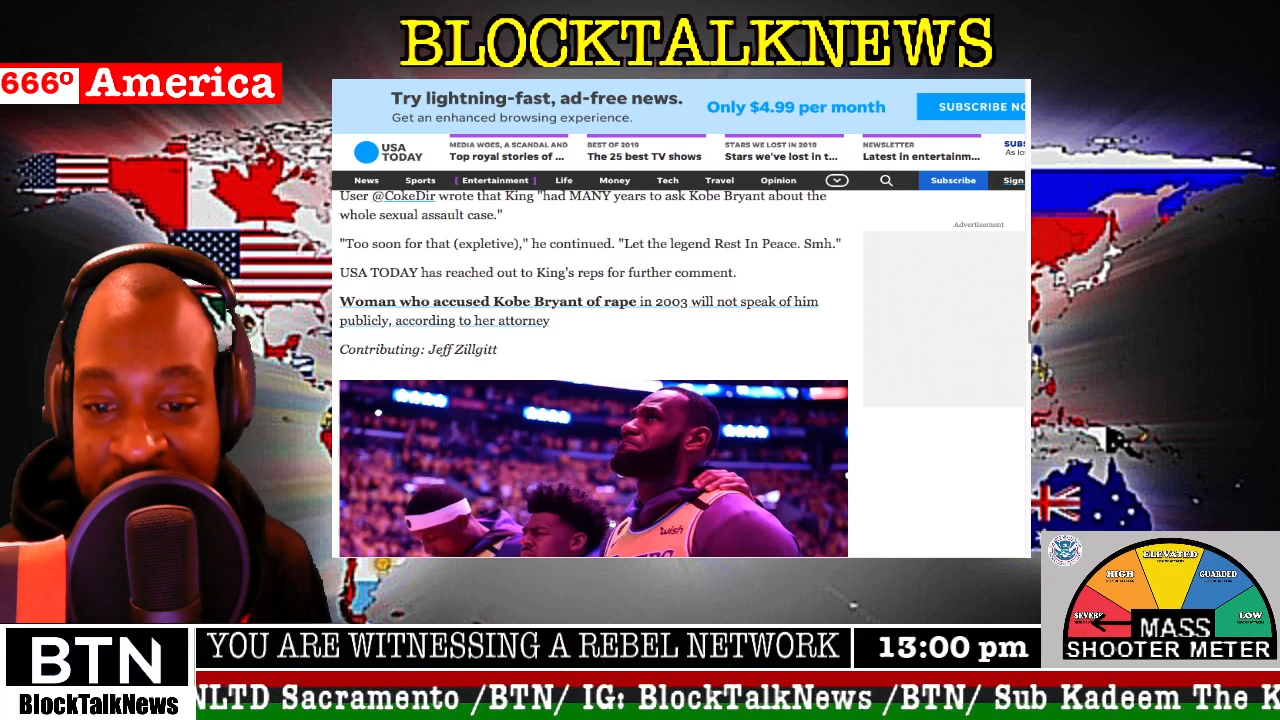 BLOCKTALKNEWS
666º America
Try lightning-fast, ad-free news.
Get an enhanced browsing experience.
Only $4.99 per month
SUBSCRIBE NO
USA
TODAY
MEDIA WOES, A SCANDAL AND
Top royal stories of ...
BEST OF 2019
The 25 best TV shows
STARS WE LOST IN 2019
Stars we've lost in t...
NEWSLETTER
Latest in entertainm...
SUBS
As lo
News Sports [ Entertainment ] Life Money Tech Travel Opinion Subscribe Sign
User @CokeDir wrote that King "had MANY years to ask Kobe Bryant about the
whole sexual assault case."
"Too soon for that (expletive)," he continued. "Let the legend Rest In Peace. Smh."
USA TODAY has reached out to King's reps for further comment.
Woman who accused Kobe Bryant of rape in 2003 will not speak of him
publicly, according to her attorney
Contributing: Jeff Zillgitt
Advertisement
wish
SEVERE
HIGH
ELEVATED
GUARDED
LOW
MASS
SHOOTER METER
BTN
BlockTalkNews
YOU ARE WITNESSING A REBEL NETWORK
13:00 pm
NLTD Sacramento /BTN/ IG: BlockTalkNews /BTN/ Sub Kadeem The K